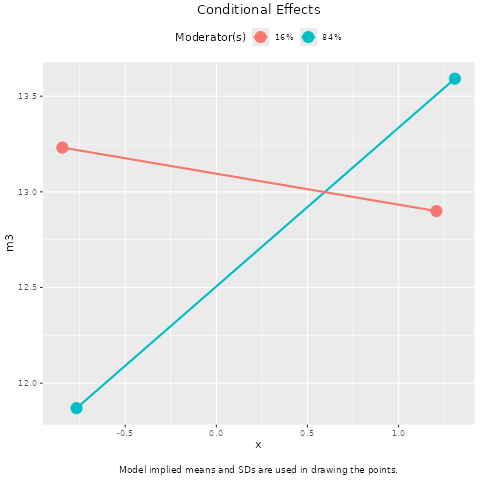 Conditional Effects
Moderator(s) 16% 84%
m3
13.5
13.0
12.5
12.0
-0.5 0.0 0.5 1.0
x
Model implied means and SDs are used in drawing the points.